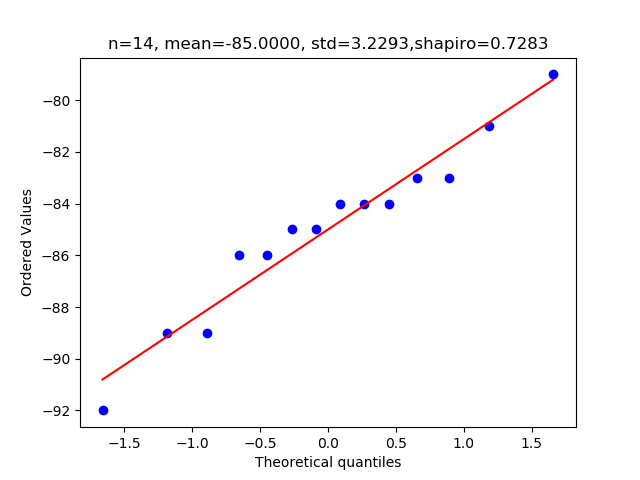 n=14, mean=-85.0000, std=3.2293,shapiro=0.7283
−80
−82
−84
−86
−88
−90
−92
Ordered Values
−1.5 −1.0 −0.5 0.0 0.5 1.0 1.5
Theoretical quantiles